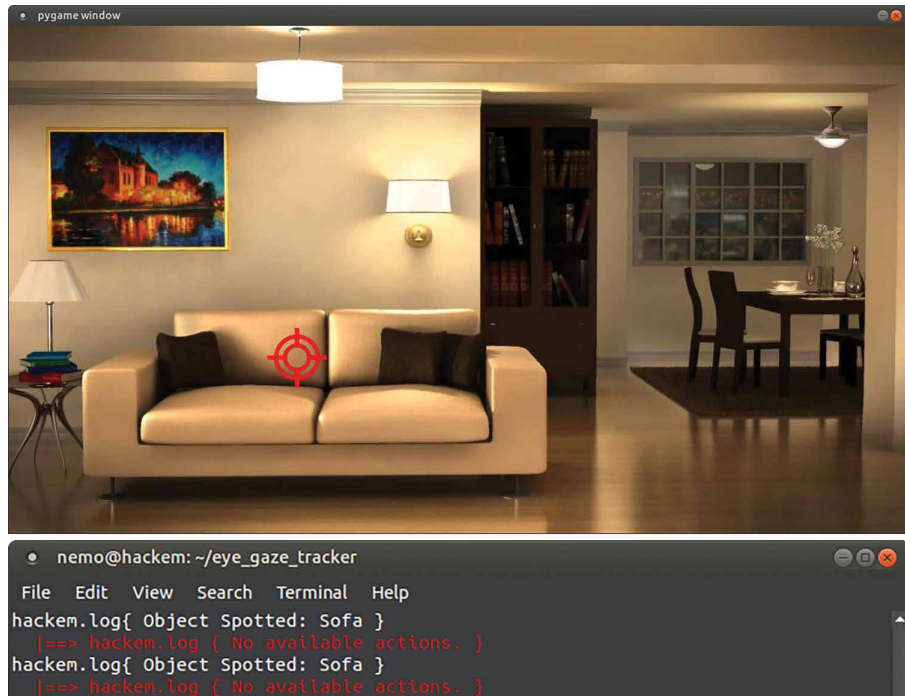 pygame window
nemo@hackem: ~/eye_gaze_tracker
File Edit View Search Terminal Help
hackem.log{ Object Spotted: Sofa }
|==> hackem.log { No available actions. }
hackem.log{ Object Spotted: Sofa }
|==> hackem.log { No available actions. }